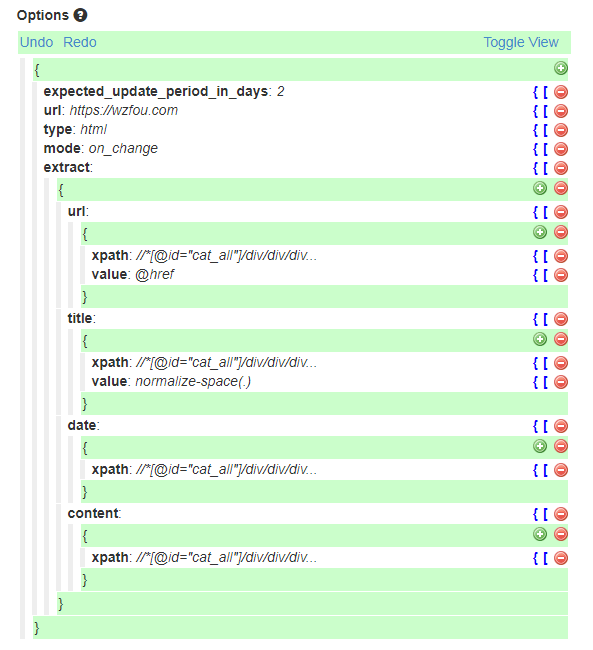 Options ?
Undo Redo Toggle View
{
expected_update_period_in_days: 2 { [
url: https://wzfou.com { [
type: html { [
mode: on_change { [
extract: { [
{
url: { [
{
xpath: //*[@id="cat_all"]/div/div/div... { [
value: @href { [
}
title: { [
{
xpath: //*[@id="cat_all"]/div/div/div... { [
value: normalize-space(.) { [
}
date: { [
{
xpath: //*[@id="cat_all"]/div/div/div... { [
}
content: { [
{
xpath: //*[@id="cat_all"]/div/div/div... { [
}
}
}